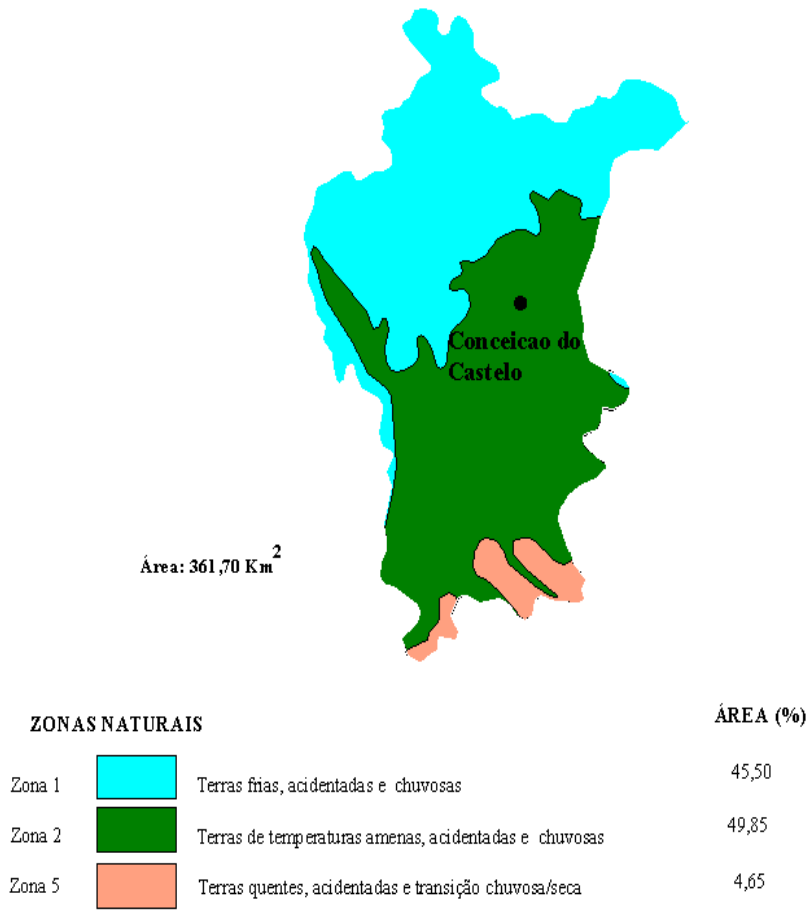 Conceicao do
Castelo
Área: 361,70 Km2
ZONAS NATURAIS ÁREA (%)
Zona 1 Terras frias, acidentadas e chuvosas 45,50
Zona 2 Terras de temperaturas amenas, acidentadas e chuvosas 49,85
Zona 5 Terras quentes, acidentadas e transição chuvosa/seca 4,65